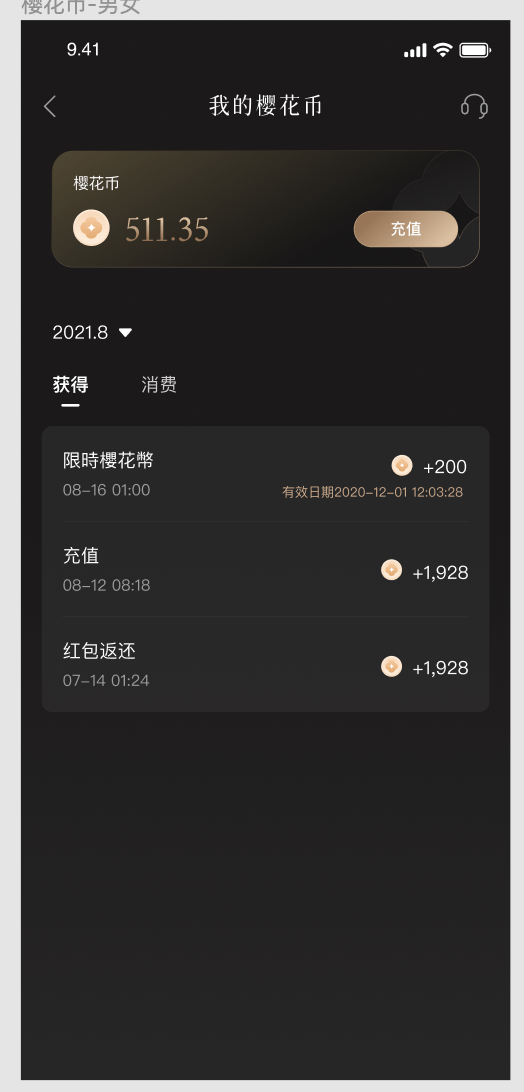 樱花币-男女
9.41
我的樱花币
樱花币
511.35
充值
2021.8
获得
消费
限時櫻花幣
+200
08-16 01:00
有效日期2020-12-01 12:03:28
充值
+1,928
08-12 08:18
红包返还
+1,928
07-14 01:24